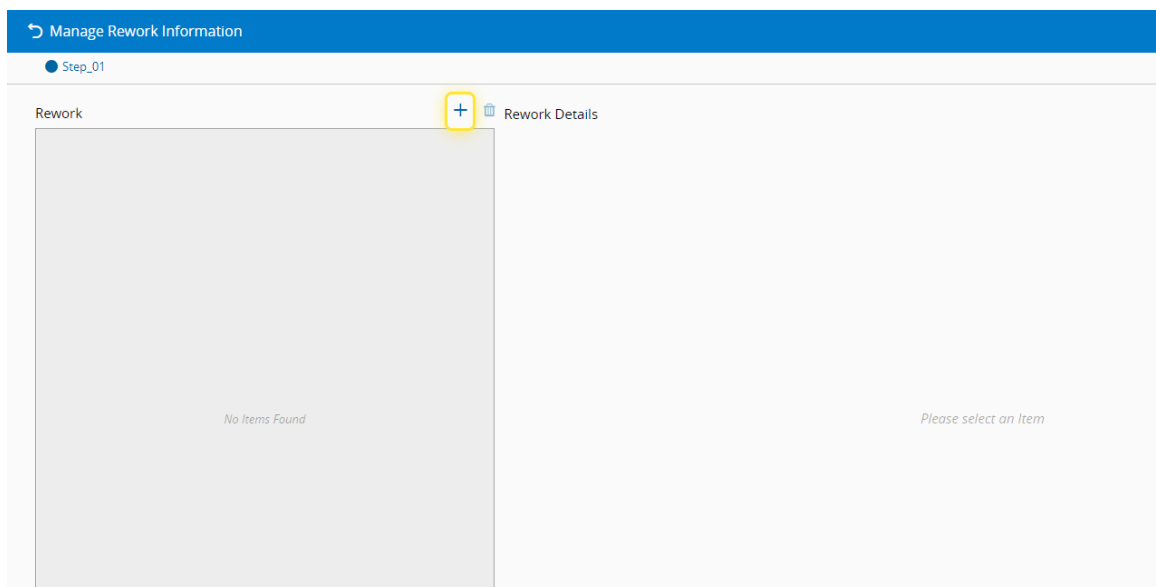 Manage Rework Information
Step_01
Rework
Rework Details
No Items Found
Please select an Item